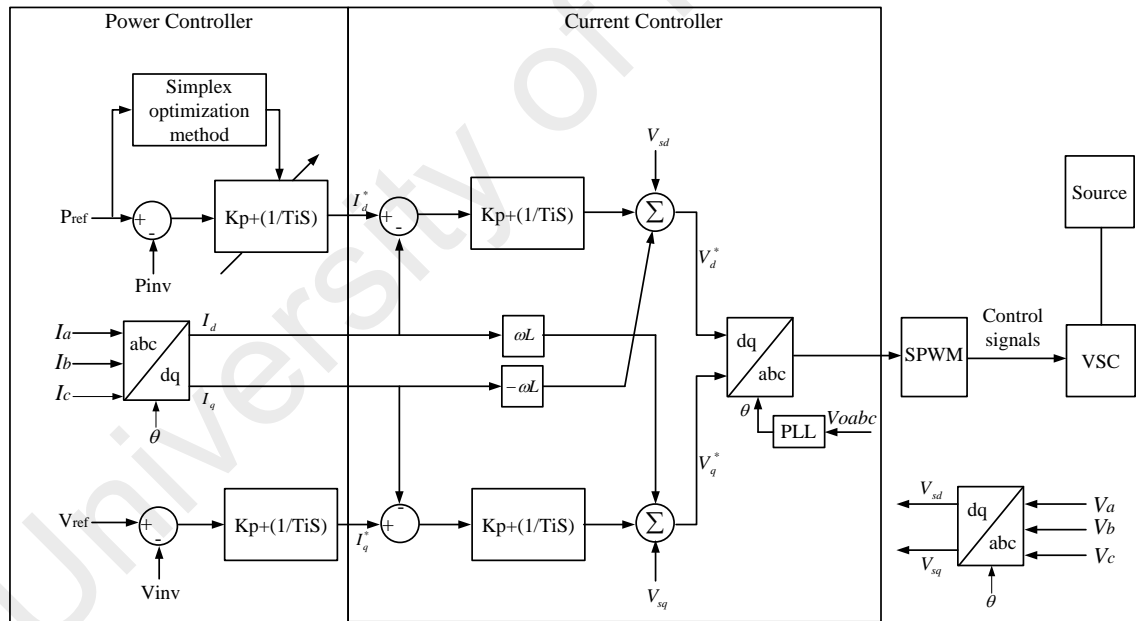 Power Controller
Current Controller
Simplex
optimization
method
Pref
+
-
Kp+(1/TiS)
I*d
Pinv
+
-
Kp+(1/TiS)
Vsd
Σ
V*d
Source
Ia
Ib
Ic
abc
dq
θ
Id
Iq
ωL
−ωL
dq
abc
θ
PLL
Voabc
SPWM
Control
signals
VSC
Vref
+
-
Kp+(1/TiS)
I*q
Vinv
+
-
Kp+(1/TiS)
Σ
V*q
Vsq
Vsd
Vsq
dq
abc
θ
Va
Vb
Vc
University of